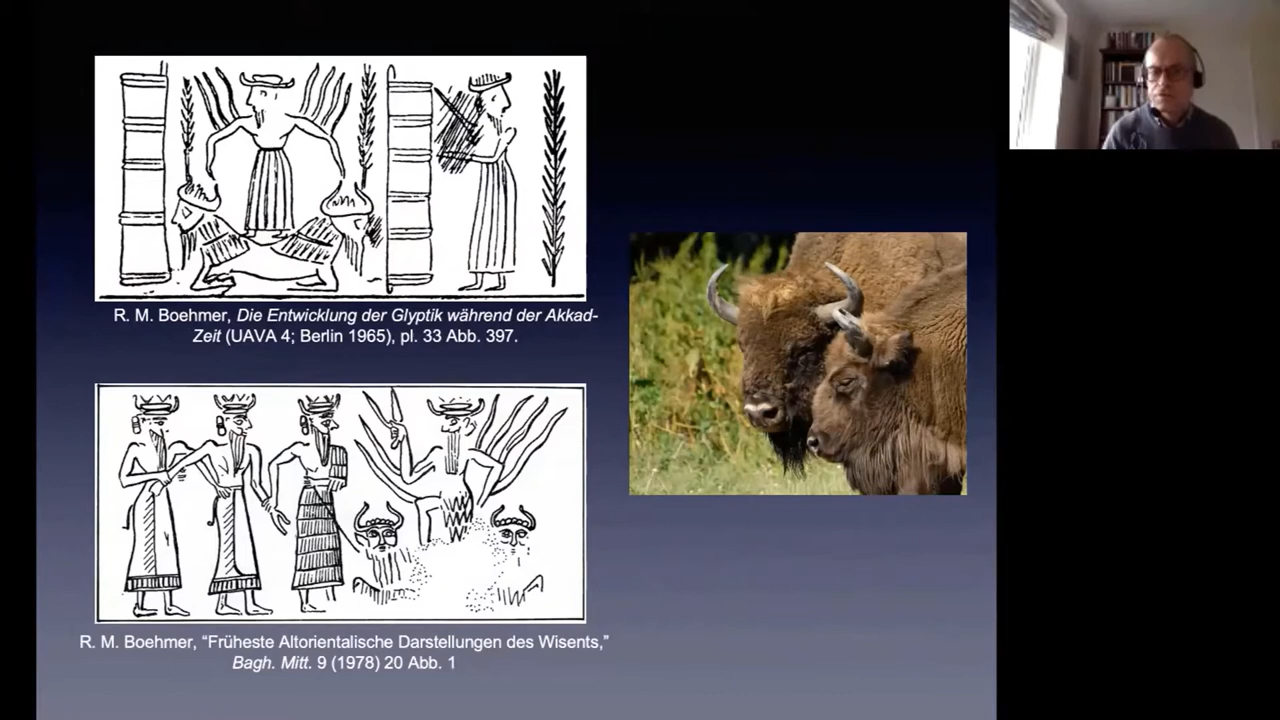 R. M. Boehmer, Die Entwicklung der Glyptik während der Akkad-
Zeit (UAVA 4; Berlin 1965), pl. 33 Abb. 397.
R. M. Boehmer, “Früheste Altorientalische Darstellungen des Wisents,”
Bagh. Mitt. 9 (1978) 20 Abb. 1